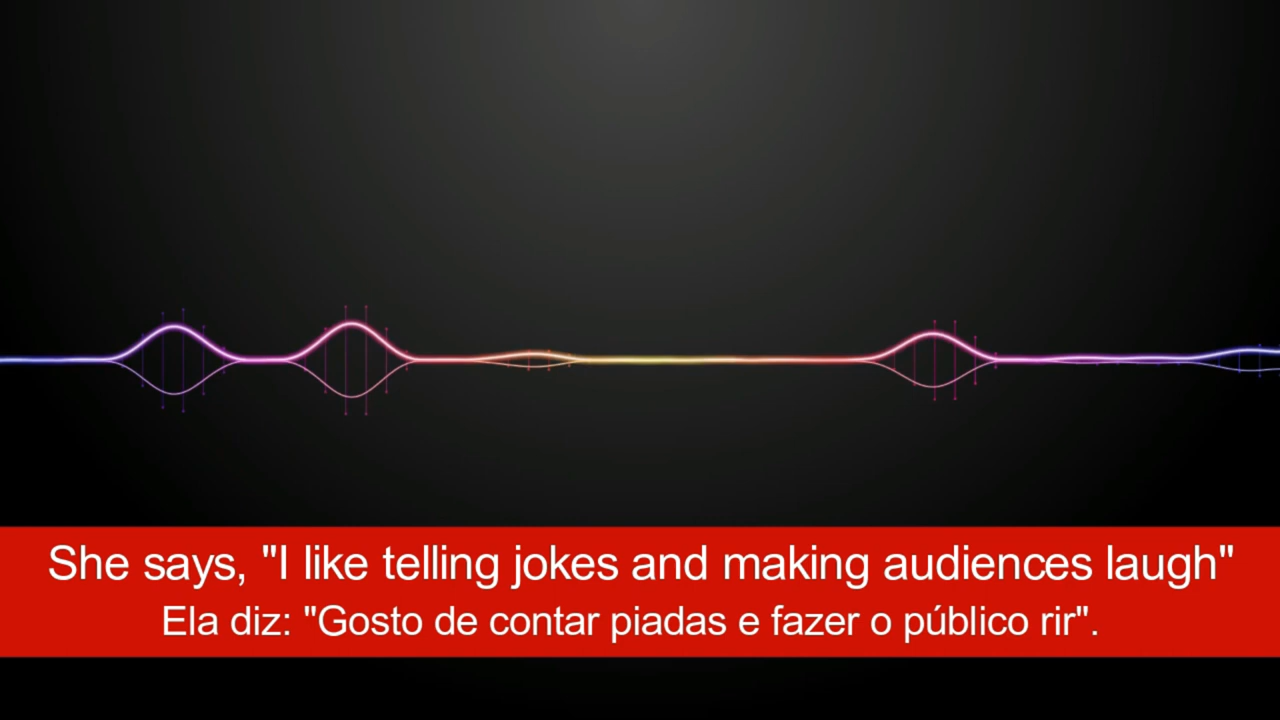 She says, "I like telling jokes and making audiences laugh"
Ela diz: "Gosto de contar piadas e fazer o público rir".